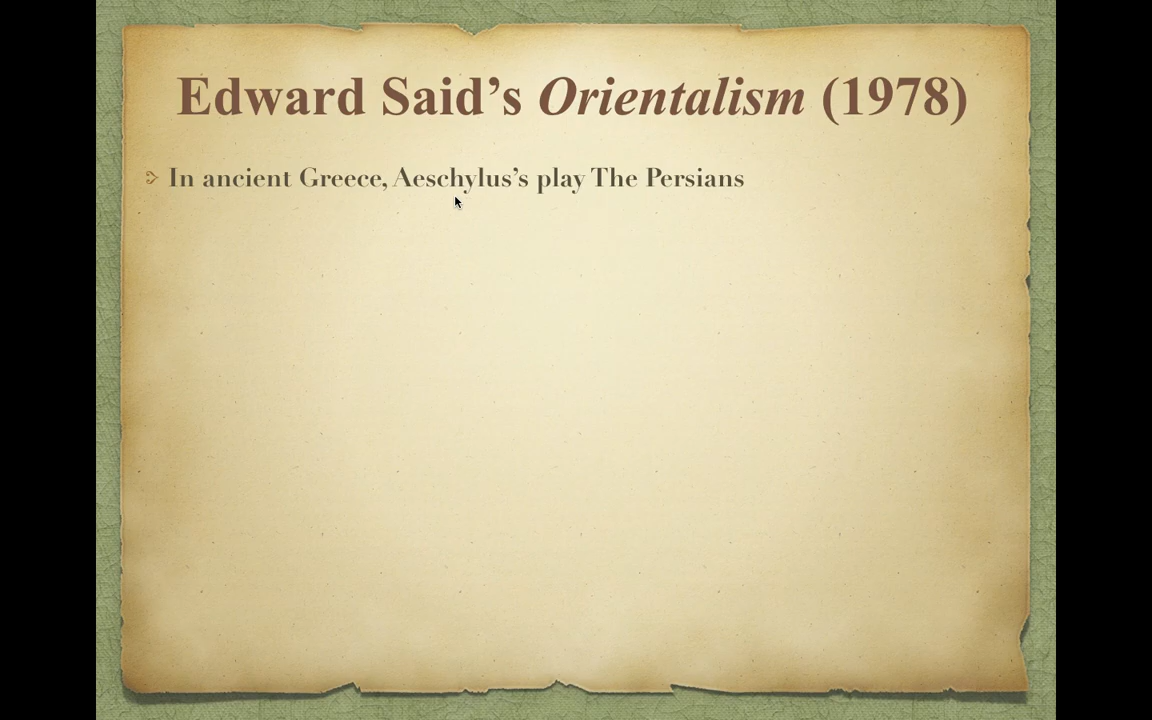 Edward Said’s Orientalism (1978)
In ancient Greece, Aeschylus’s play The Persians